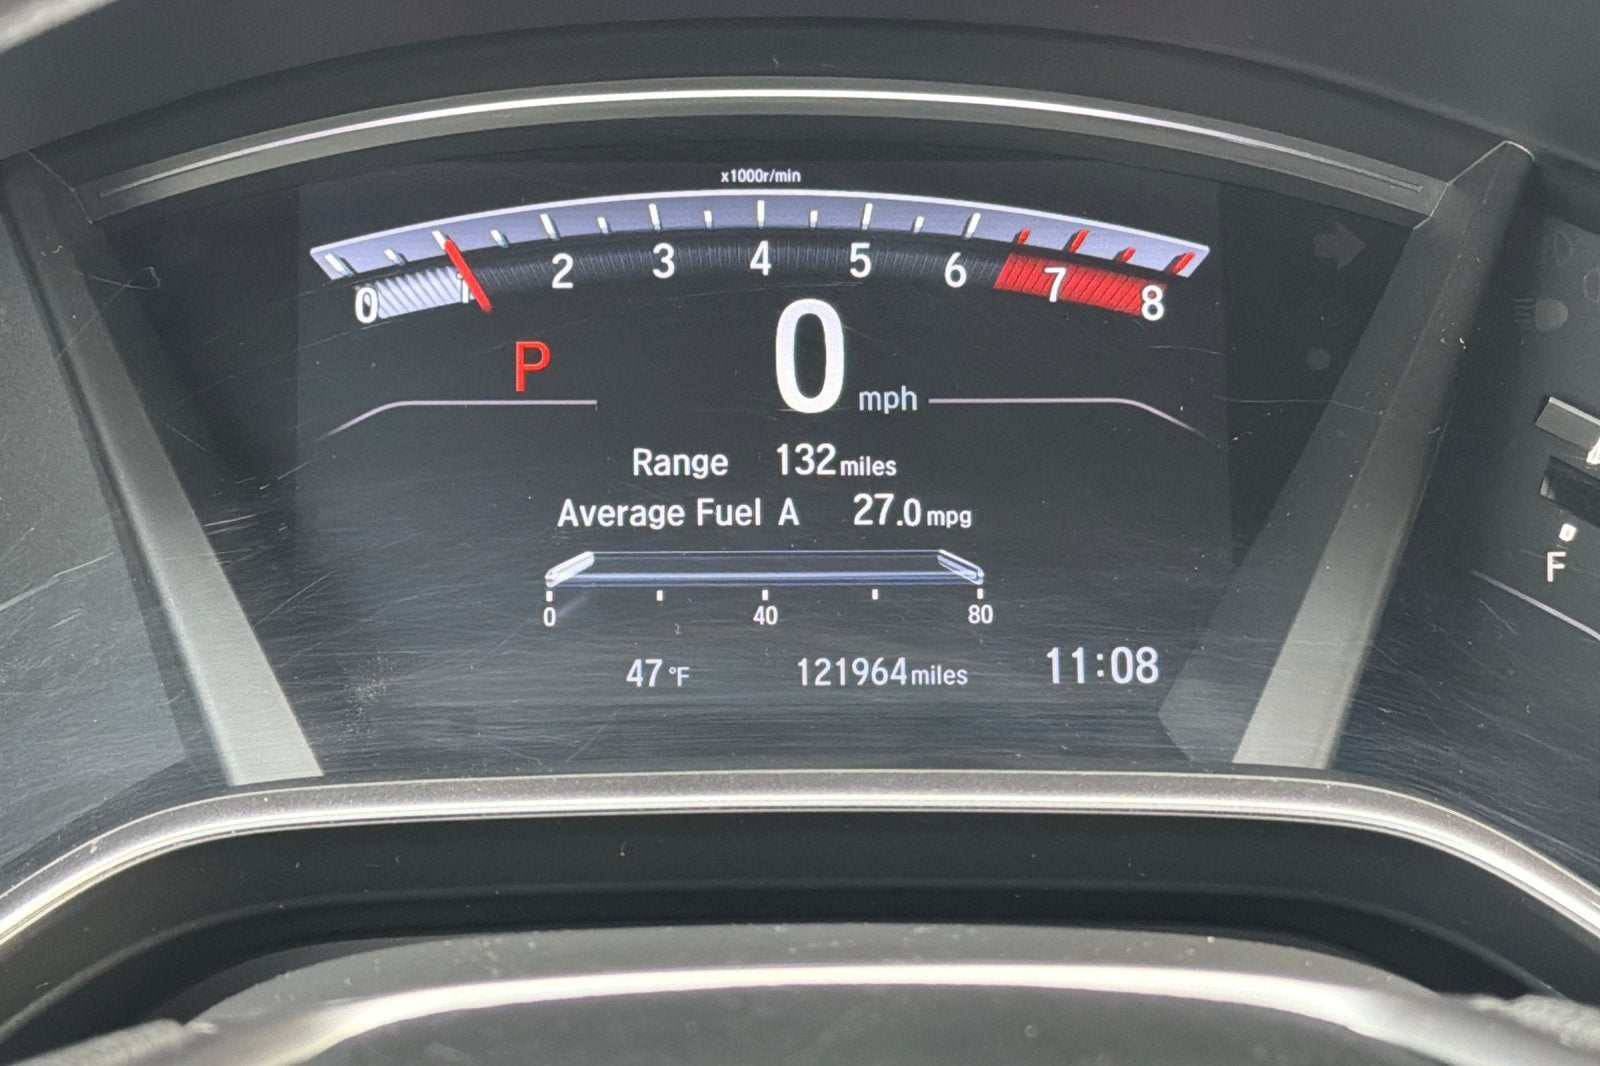 x1000r/min
0 1 2 3 4 5 6 7 8
P
0 mph
Range 132 miles
Average Fuel A 27.0 mpg
0 40 80
47 °F 121964 miles 11:08
F